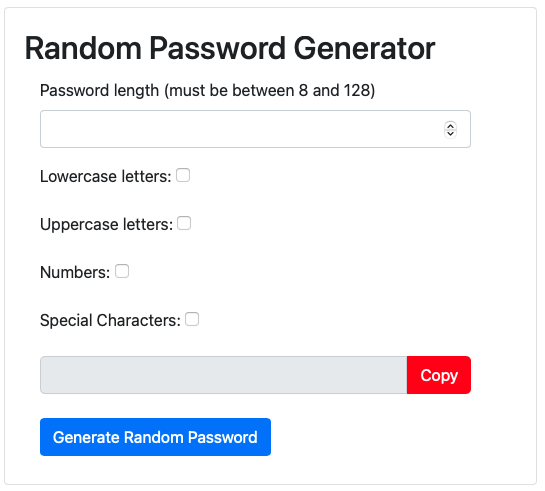 Random Password Generator
Password length (must be between 8 and 128)
Lowercase letters:
Uppercase letters:
Numbers:
Special Characters:
Copy
Generate Random Password